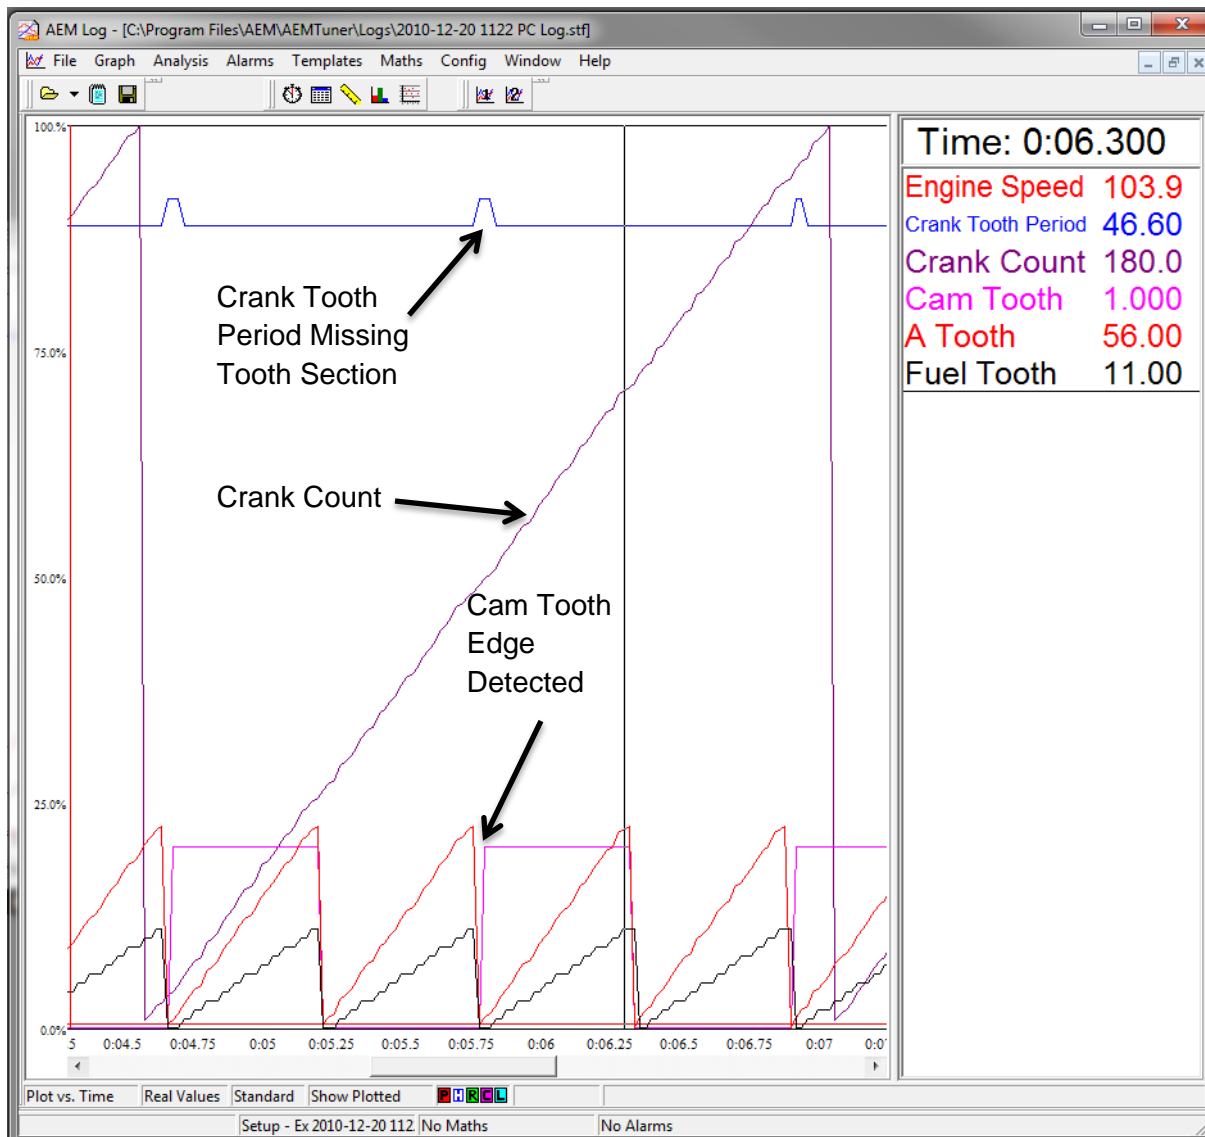 AEM Log - [C:\Program Files\AEM\AEMTuner\Logs\2010-12-20 1122 PC Log.stf]
File Graph Analysis Alarms Templates Maths Config Window Help
100.%
75.0%
50.0%
25.0%
0.0%
Crank Tooth
Period Missing
Tooth Section
Crank Count
Cam Tooth
Edge
Detected
5 0:04.5 0:04.75 0:05 0:05.25 0:05.5 0:05.75 0:06 0:06.25 0:06.5 0:06.75 0:07
Time: 0:06.300
Engine Speed 103.9
Crank Tooth Period 46.60
Crank Count 180.0
Cam Tooth 1.000
A Tooth 56.00
Fuel Tooth 11.00
Plot vs. Time Real Values Standard Show Plotted P H R C L
Setup - Ex 2010-12-20 112 No Maths No Alarms